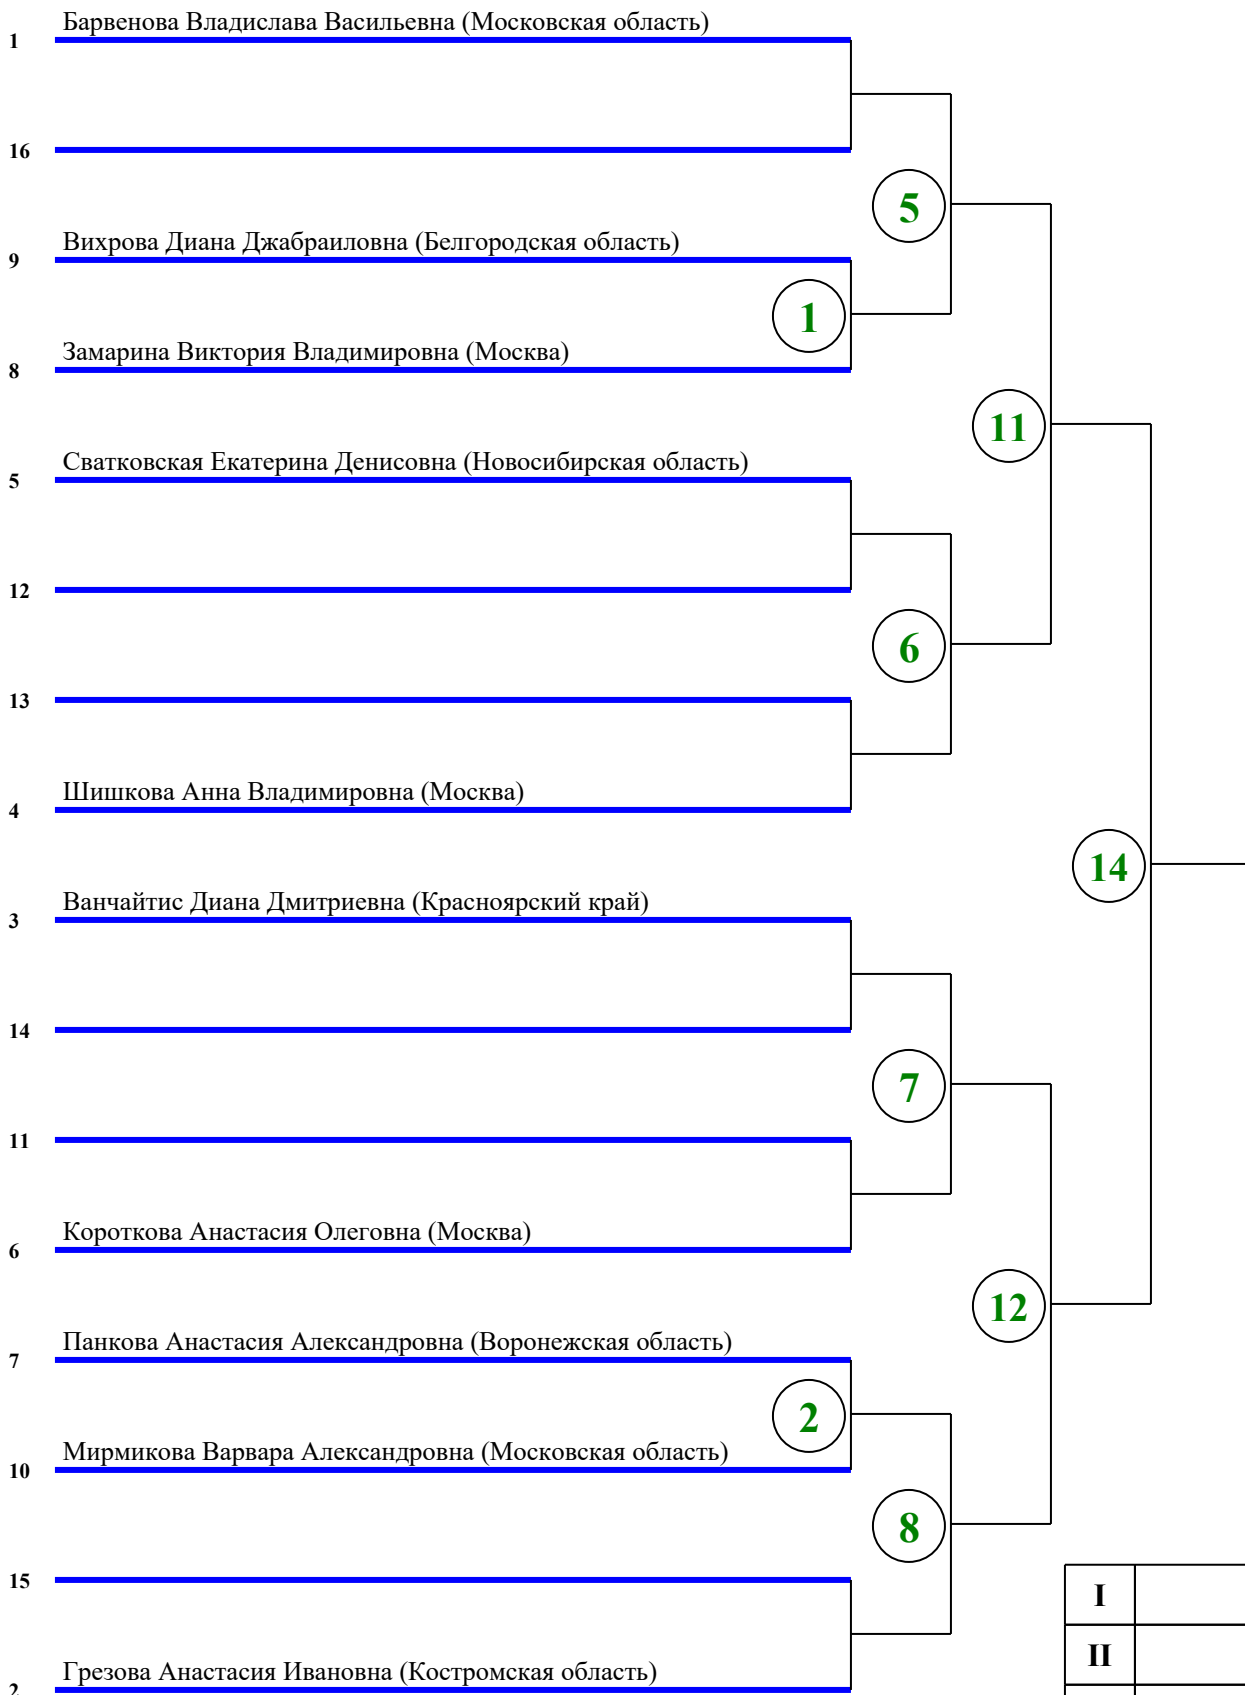 Барвенова Владислава Васильевна (Московская область)
1
16
5
Вихрова Диана Джабраиловна (Белгородская область)
9
1
Замарина Виктория Владимировна (Москва)
8
11
Сватковская Екатерина Денисовна (Новосибирская область)
5
12
6
13
Шишкова Анна Владимировна (Москва)
4
14
Ванчайтис Диана Дмитриевна (Красноярский край)
3
14
7
11
Короткова Анастасия Олеговна (Москва)
6
12
Панкова Анастасия Александровна (Воронежская область)
7
2
Мирмикова Варвара Александровна (Московская область)
10
8
15
I
II
Грезова Анастасия Ивановна (Костромская область)
2